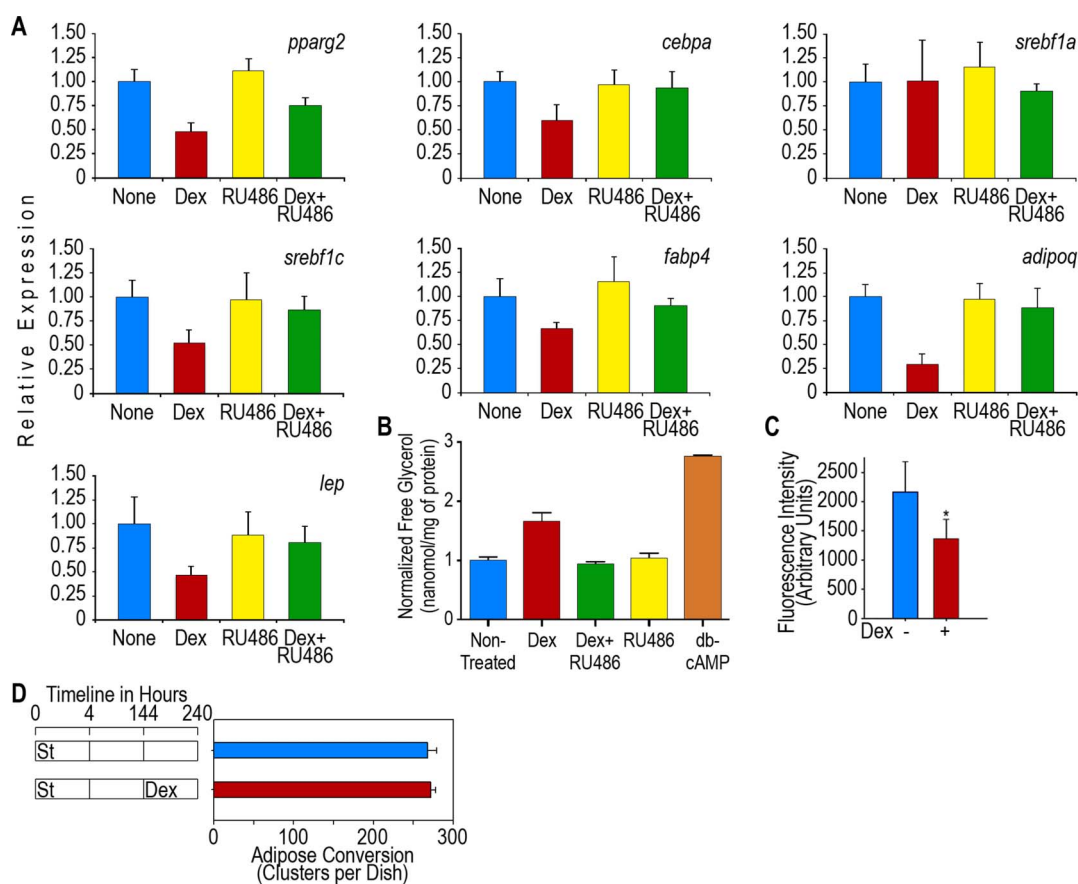 A
Relative Expression
pparg2
1.50
1.25
1.00
0.75
0.50
0.25
0
None Dex RU486 Dex+
RU486
cebpa
1.50
1.25
1.00
0.75
0.50
0.25
0
None Dex RU486 Dex+
RU486
srebf1a
1.50
1.25
1.00
0.75
0.50
0.25
0
None Dex RU486 Dex+
RU486
srebf1c
1.50
1.25
1.00
0.75
0.50
0.25
0
None Dex RU486 Dex+
RU486
fabp4
1.50
1.25
1.00
0.75
0.50
0.25
0
None Dex RU486 Dex+
RU486
adipoq
1.50
1.25
1.00
0.75
0.50
0.25
0
None Dex RU486 Dex+
RU486
lep
1.50
1.25
1.00
0.75
0.50
0.25
0
None Dex RU486 Dex+
RU486
B
Normalized Free Glycerol
(nanomol/mg of protein)
3
2
1
0
Non-
Treated
Dex
Dex+
RU486
RU486
db-
cAMP
C
Fluorescence Intensity
(Arbitrary Units)
2500
2000
1500
1000
500
0
*
Dex - +
D
Timeline in Hours
0 4 144 240
St
St Dex
0 100 200 300
Adipose Conversion
(Clusters per Dish)